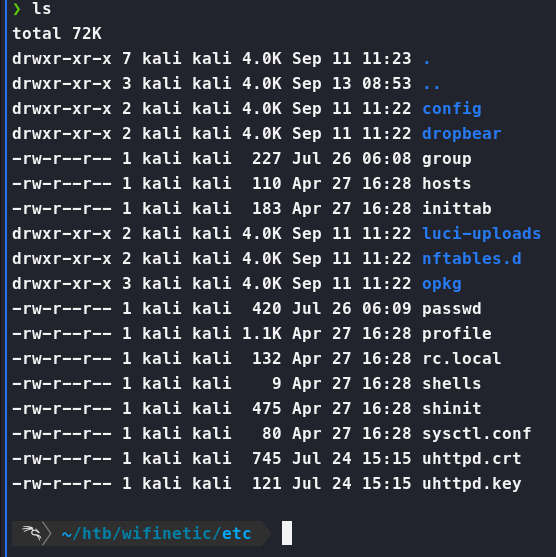 ❯ ls
total 72K
drwxr-xr-x 7 kali kali 4.0K Sep 11 11:23 .
drwxr-xr-x 3 kali kali 4.0K Sep 13 08:53 ..
drwxr-xr-x 2 kali kali 4.0K Sep 11 11:22 config
drwxr-xr-x 2 kali kali 4.0K Sep 11 11:22 dropbear
-rw-r--r-- 1 kali kali  227 Jul 26 06:08 group
-rw-r--r-- 1 kali kali  110 Apr 27 16:28 hosts
-rw-r--r-- 1 kali kali  183 Apr 27 16:28 inittab
drwxr-xr-x 2 kali kali 4.0K Sep 11 11:22 luci-uploads
drwxr-xr-x 2 kali kali 4.0K Sep 11 11:22 nftables.d
drwxr-xr-x 3 kali kali 4.0K Sep 11 11:22 opkg
-rw-r--r-- 1 kali kali  420 Jul 26 06:09 passwd
-rw-r--r-- 1 kali kali 1.1K Apr 27 16:28 profile
-rw-r--r-- 1 kali kali  132 Apr 27 16:28 rc.local
-rw-r--r-- 1 kali kali    9 Apr 27 16:28 shells
-rw-r--r-- 1 kali kali  475 Apr 27 16:28 shinit
-rw-r--r-- 1 kali kali   80 Apr 27 16:28 sysctl.conf
-rw-r--r-- 1 kali kali  745 Jul 24 15:15 uhttpd.crt
-rw-r--r-- 1 kali kali  121 Jul 24 15:15 uhttpd.key
~/htb/wifinetic/etc